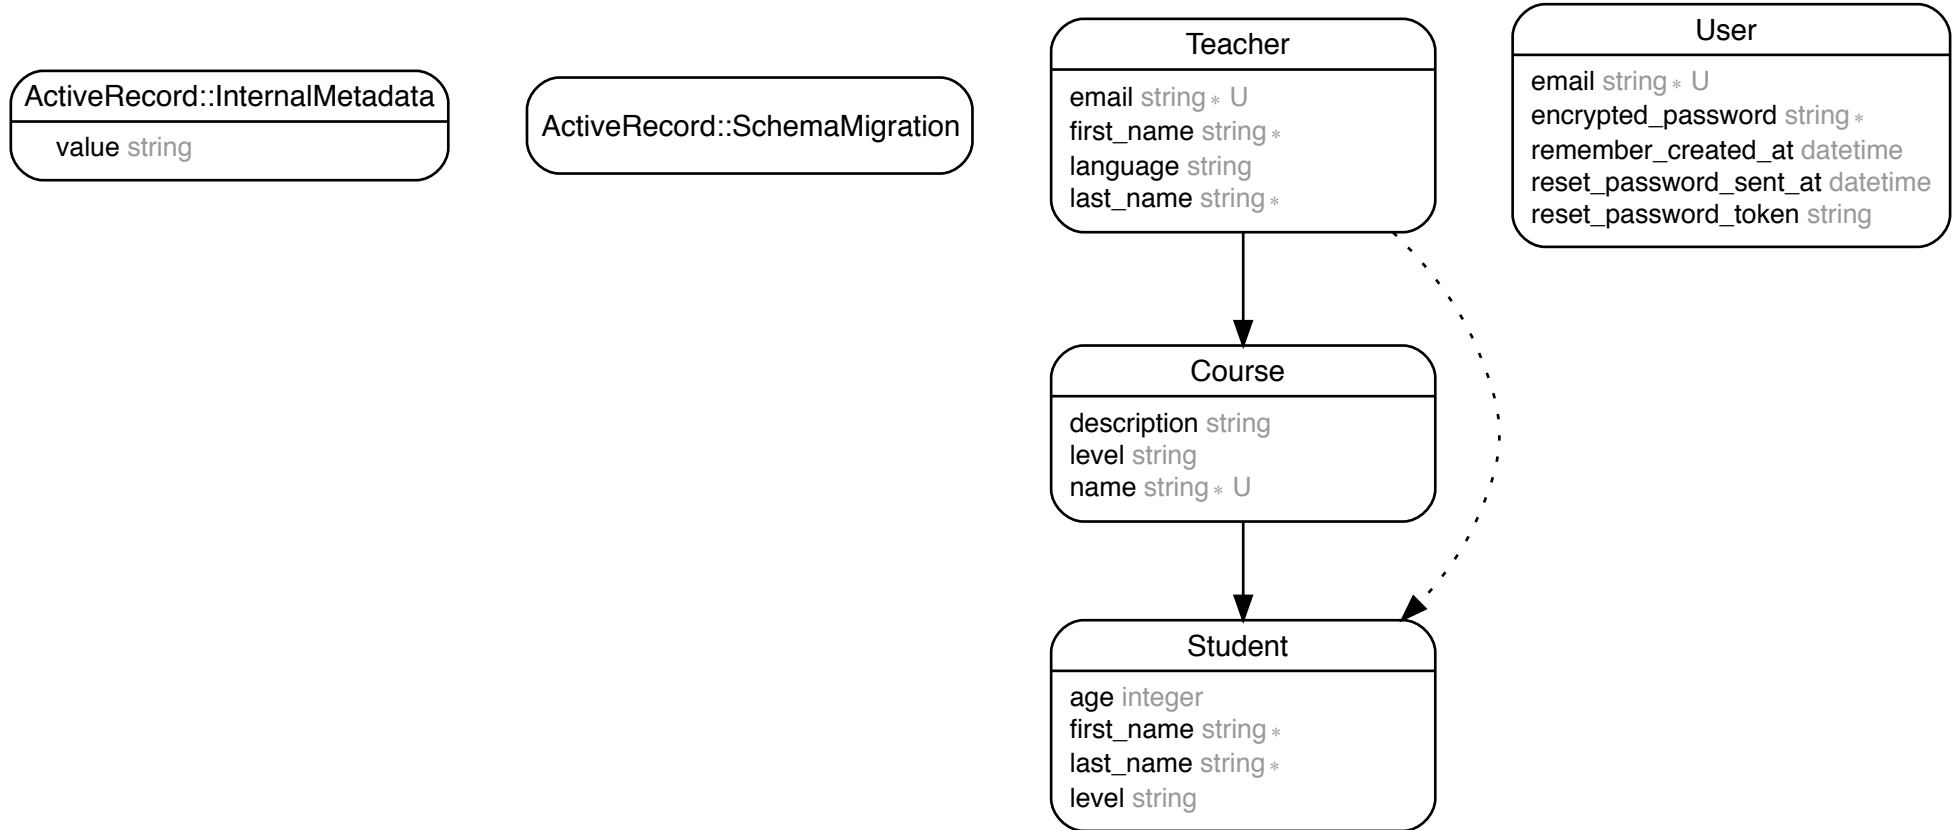 ActiveRecord::InternalMetadata
value string
ActiveRecord::SchemaMigration
Teacher
email string * U
first_name string *
language string
last_name string *
User
email string * U
encrypted_password string *
remember_created_at datetime
reset_password_sent_at datetime
reset_password_token string
Course
description string
level string
name string * U
Student
age integer
first_name string *
last_name string *
level string